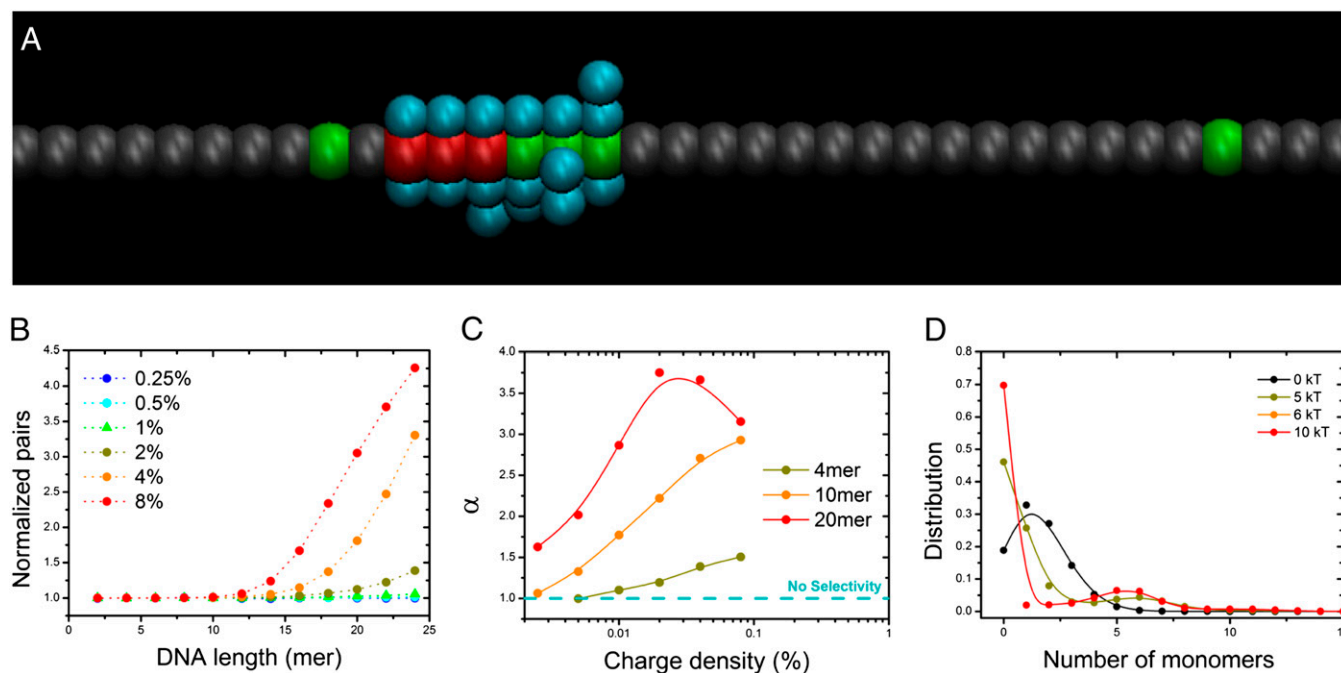 A
B
Normalized pairs
4.5
4.0
3.5
3.0
2.5
2.0
1.5
1.0
0.25%
0.5%
1%
2%
4%
8%
0 5 10 15 20 25
DNA length (mer)
C
α
4.0
3.5
3.0
2.5
2.0
1.5
1.0
4mer
10mer
20mer
No Selectivity
0.01 0.1 1
Charge density (%)
D
Distribution
0.8
0.7
0.6
0.5
0.4
0.3
0.2
0.1
0.0
0 kT
5 kT
6 kT
10 kT
0 5 10
Number of monomers